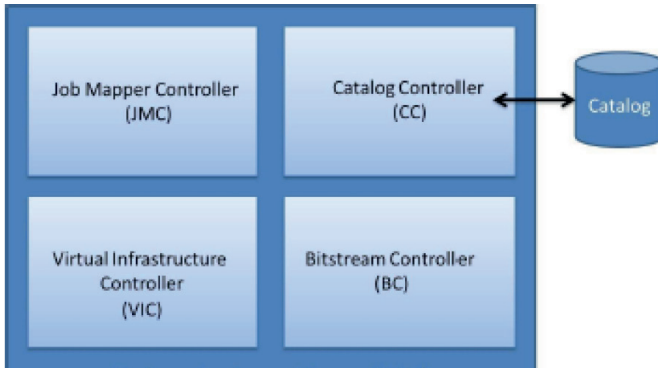 Job Mapper Controller
(JMC)
Catalog Controller
(CC)
Catalog
Virtual Infrastructure
Controller
(VIC)
Bitstream Controller
(BC)